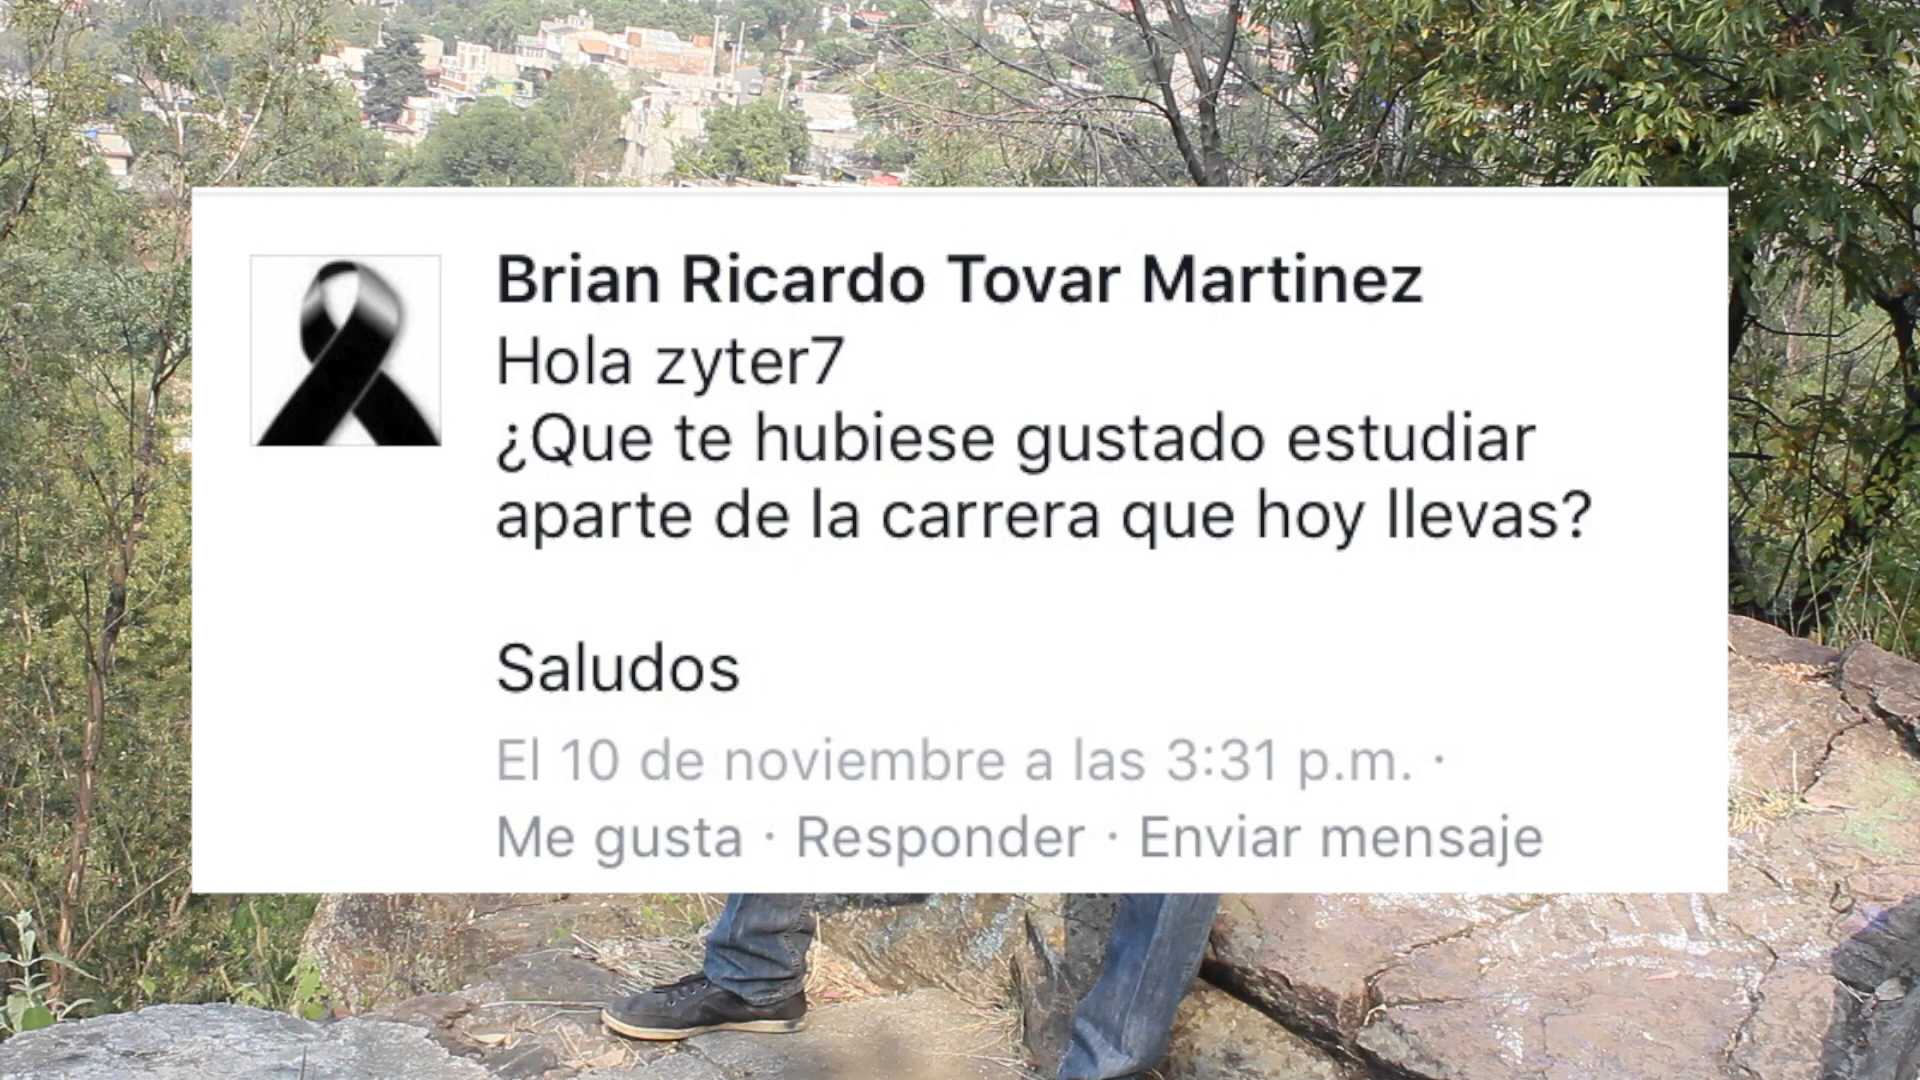 Brian Ricardo Tovar Martinez
Hola zyter7
¿Que te hubiese gustado estudiar
aparte de la carrera que hoy llevas?
Saludos
El 10 de noviembre a las 3:31 p.m. ·
Me gusta · Responder · Enviar mensaje